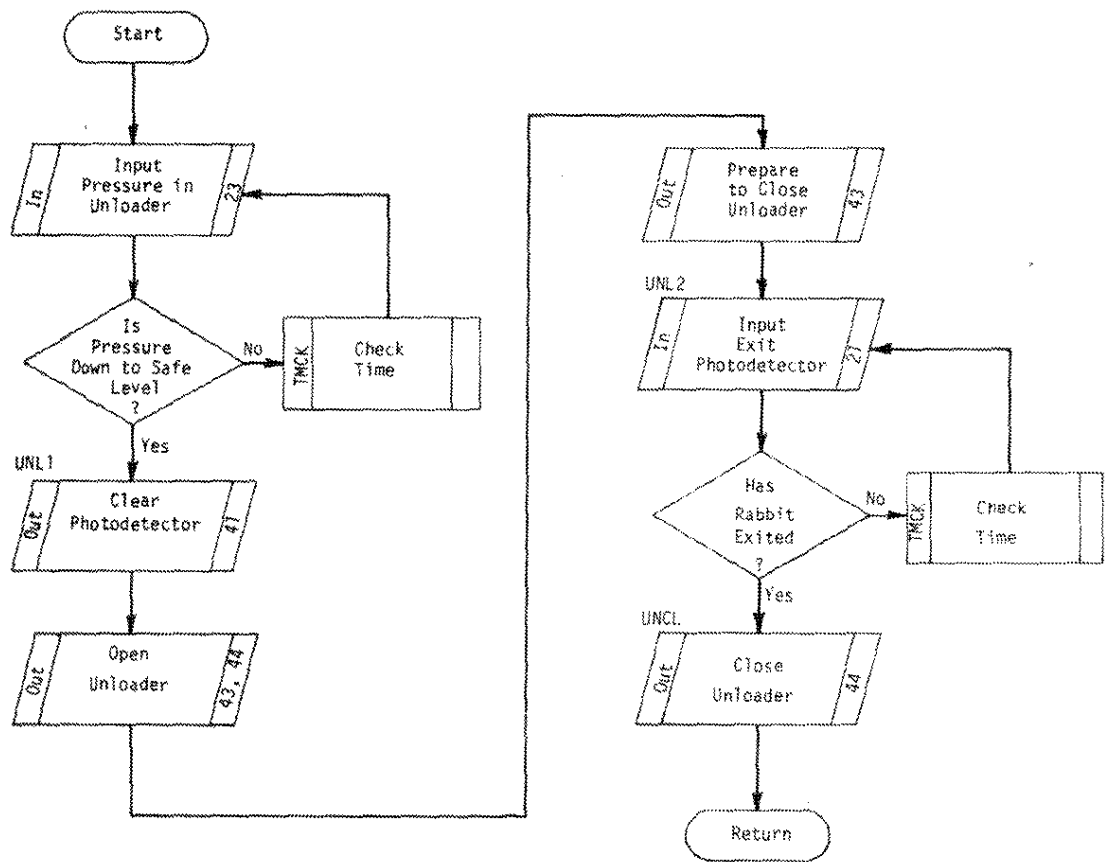 Start
In
Input
Pressure in
Unloader
23
Is
Pressure
Down to Safe
Level
?
No
TMCK
Check
Time
Yes
UNL1
Out
Clear
Photodetector
41
Out
Open
Unloader
43, 44
Out
Prepare
to Close
Unloader
43
UNL2
In
Input
Exit
Photodetector
21
Has
Rabbit
Exited
?
No
TMCK
Check
Time
Yes
UNCL
Out
Close
Unloader
44
Return